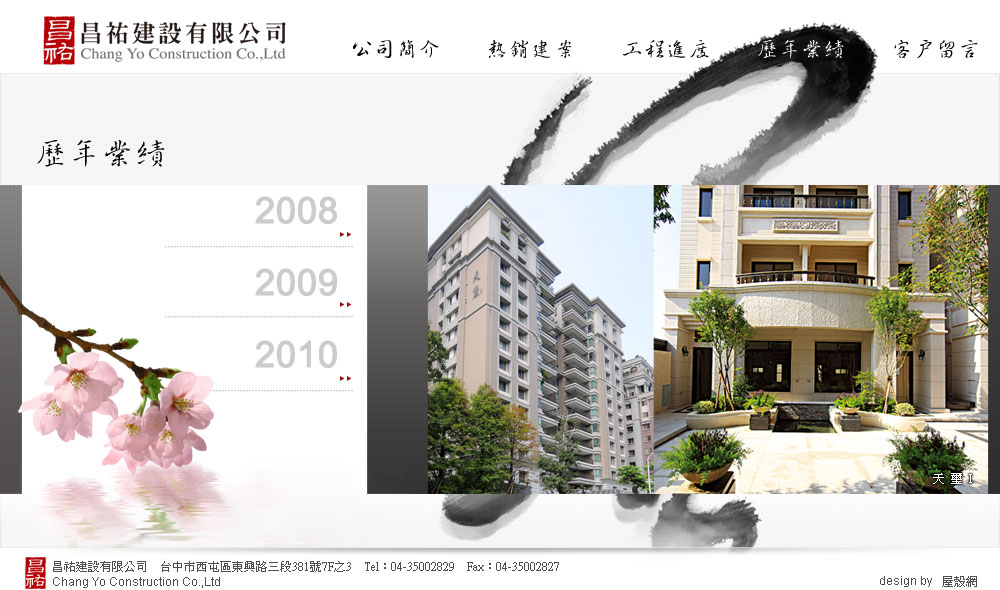 昌祐
昌祐建設有限公司
Chang Yo Construction Co.,Ltd
公司簡介 熱銷建案 工程進度 歷年業績 客戶留言
歷年業績
2008
2009
2010
天璽
天璽 I
昌祐
昌祐建設有限公司 台中市西屯區東興路三段381號7F之3 Tel：04-35002829 Fax：04-35002827
Chang Yo Construction Co.,Ltd
design by 屋殼網